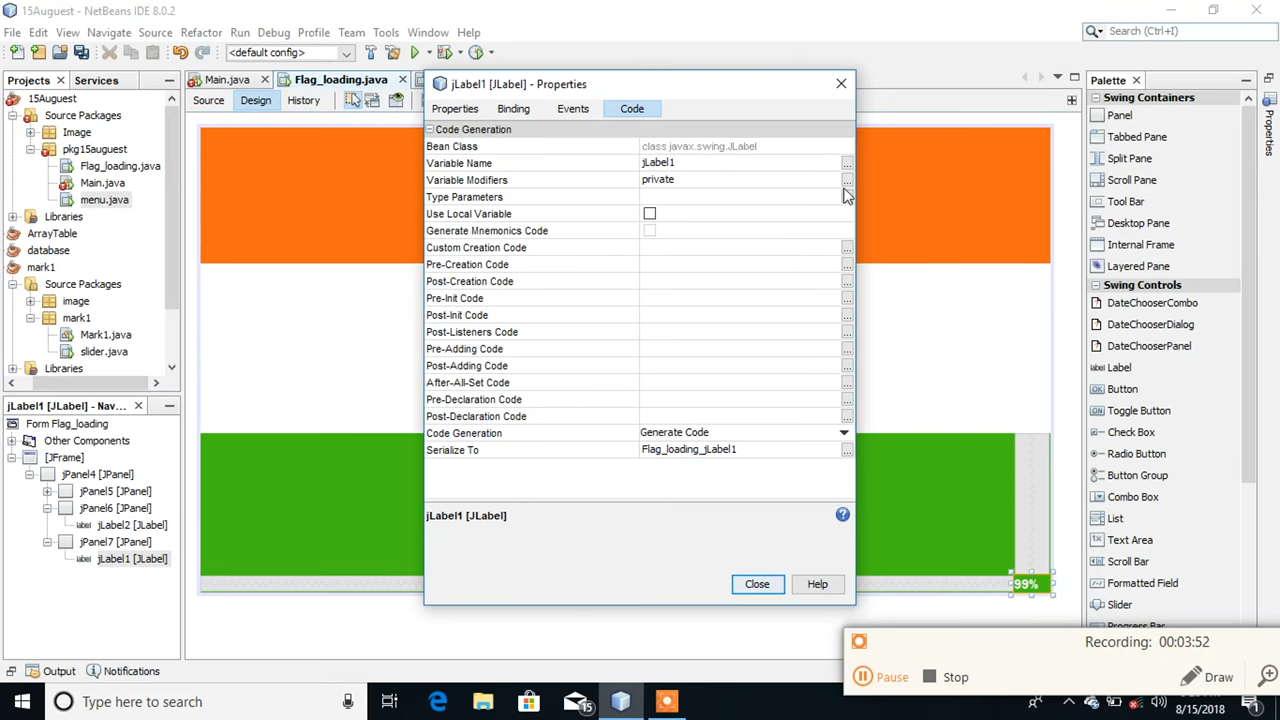 15Auguest - NetBeans IDE 8.0.2
File Edit View Navigate Source Refactor Run Debug Profile Team Tools Window Help
Search (Ctrl+I)
<default config>
Projects Services
15Auguest
Source Packages
Image
pkg15auguest
Flag_loading.java
Main.java
menu.java
Libraries
ArrayTable
database
mark1
Source Packages
image
mark1
Mark1.java
slider.java
Libraries
jLabel1 [JLabel] - Nav...
Form Flag_loading
Other Components
[JFrame]
jPanel4 [JPanel]
jPanel5 [JPanel]
jPanel6 [JPanel]
jLabel2 [JLabel]
jPanel7 [JPanel]
jLabel1 [JLabel]
Main.java Flag_loading.java
Source Design History
jLabel1 [JLabel] - Properties
Properties Binding Events Code
Code Generation
Bean Class class javax.swing.JLabel
Variable Name jLabel1 ...
Variable Modifiers private ...
Type Parameters
Use Local Variable
Generate Mnemonics Code
Custom Creation Code ...
Pre-Creation Code ...
Post-Creation Code ...
Pre-Init Code ...
Post-Init Code ...
Post-Listeners Code ...
Pre-Adding Code ...
Post-Adding Code ...
After-All-Set Code ...
Pre-Declaration Code ...
Post-Declaration Code ...
Code Generation Generate Code
Serialize To Flag_loading_jLabel1 ...
jLabel1 [JLabel]
Close Help
99%
Palette
Swing Containers
Panel
Tabbed Pane
Split Pane
Scroll Pane
Tool Bar
Desktop Pane
Internal Frame
Layered Pane
Swing Controls
DateChooserCombo
DateChooserDialog
DateChooserPanel
label Label
Button
Toggle Button
Check Box
Radio Button
Button Group
Combo Box
List
Text Area
Scroll Bar
Formatted Field
Slider
Progress Bar
Properties
Output Notifications
Recording: 00:03:52
Pause Stop Draw
Type here to search
15
8/15/2018
1